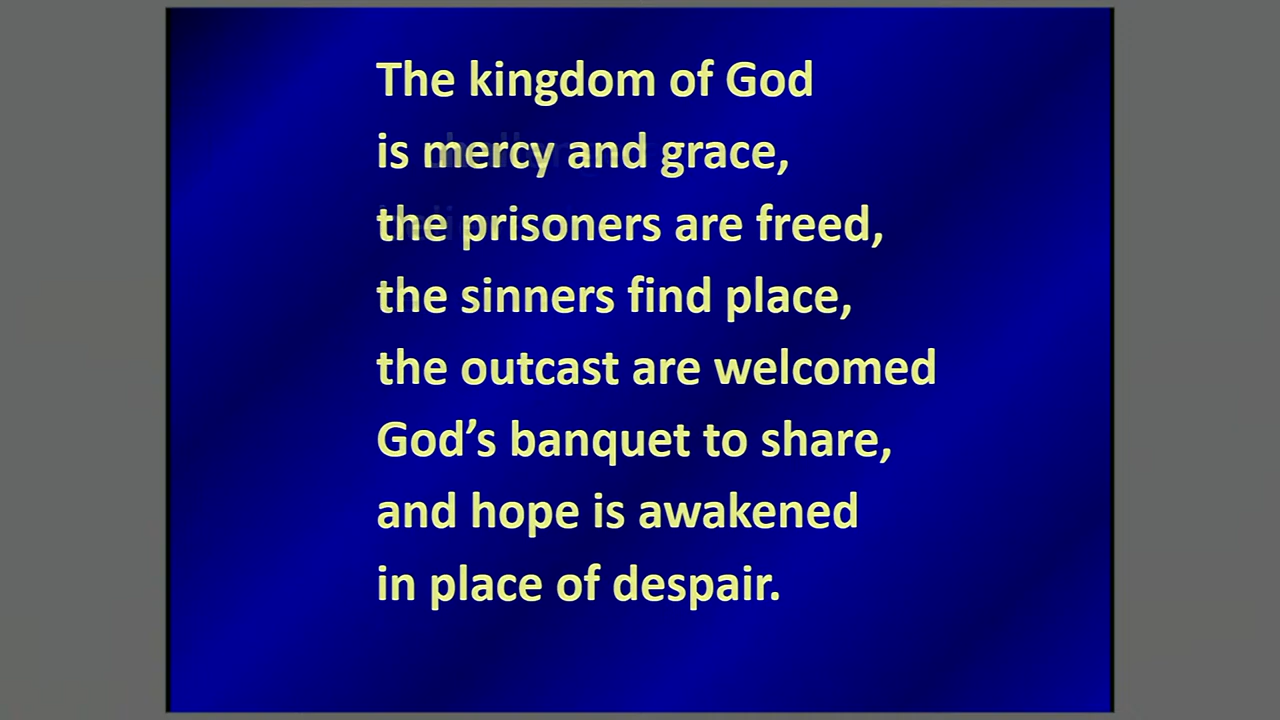 The kingdom of God
is mercy and grace,
the prisoners are freed,
the sinners find place,
the outcast are welcomed
God’s banquet to share,
and hope is awakened
in place of despair.